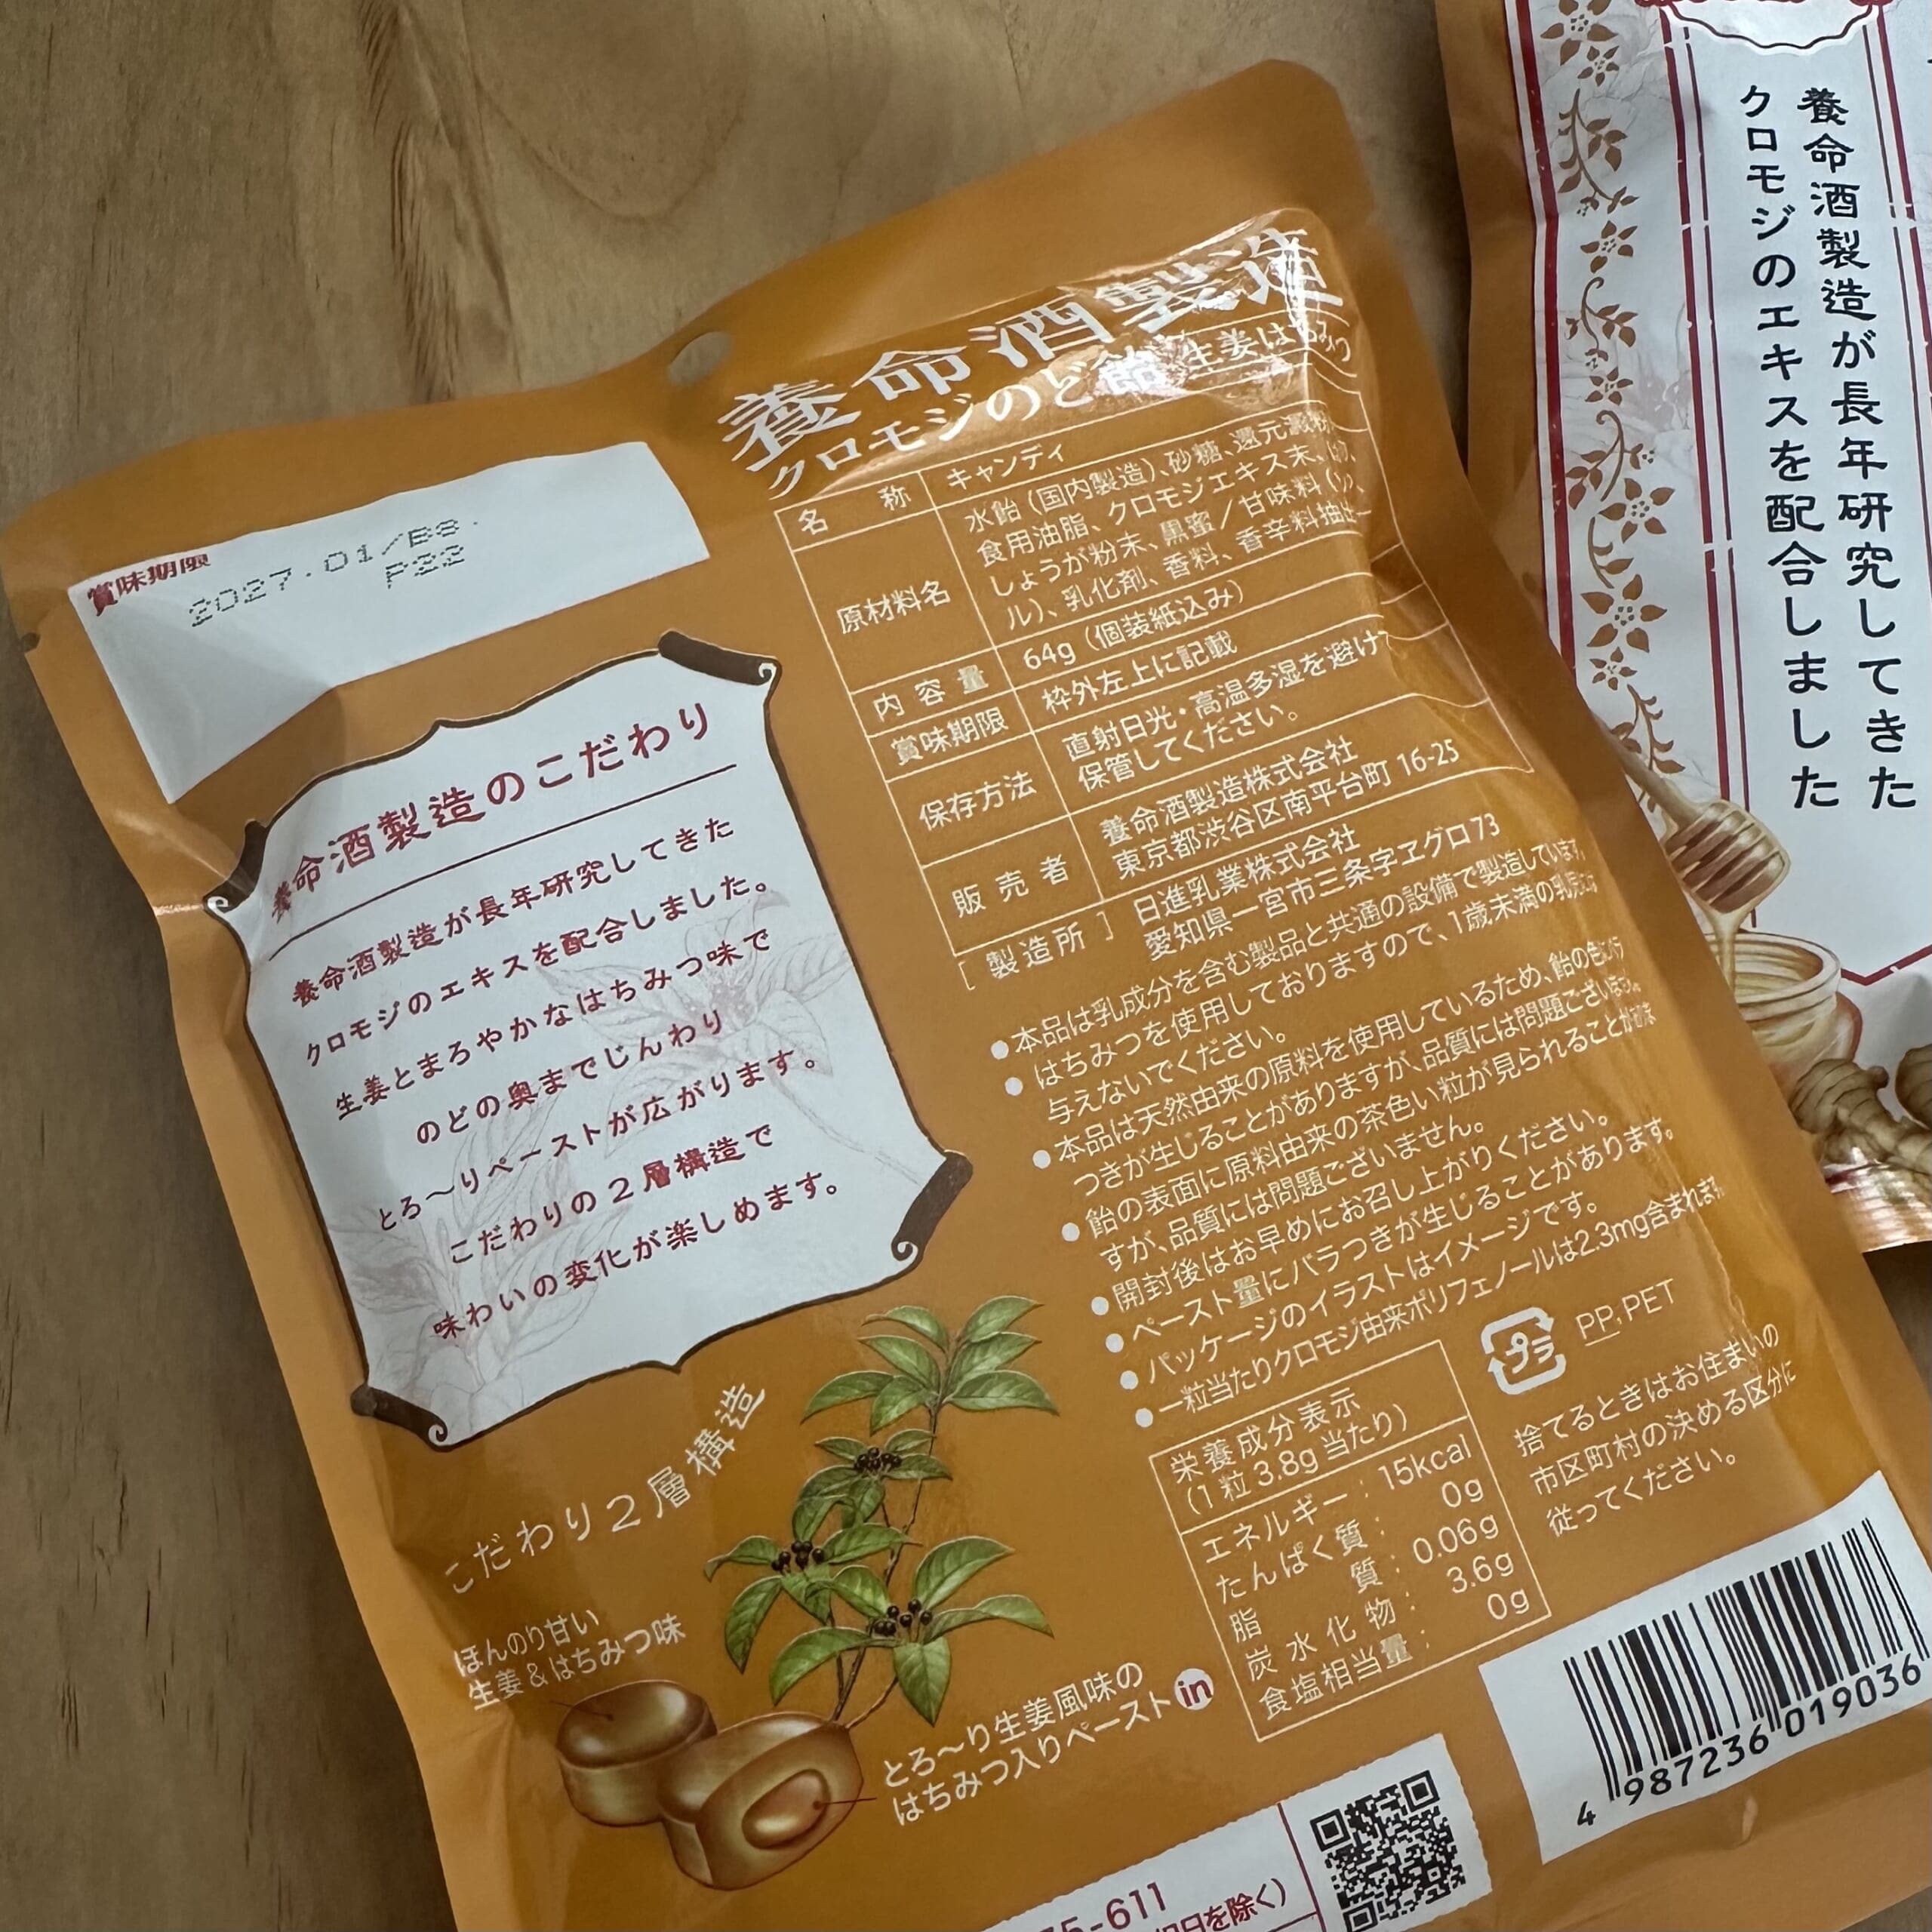 賞味期限
2027.01/B8
P22
養命酒製造のこだわり
養命酒製造が長年研究してきた
クロモジのエキスを配合しました。
生姜とまろやかなはちみつ味で
のどの奥までじんわり
とろ〜りペーストが広がります。
こだわりの2層構造で
味わいの変化が楽しめます。
こだわり2層構造
ほんのり甘い
生姜&はちみつ味
とろ〜り生姜風味の
はちみつ入りペーストin
養命酒製造
クロモジのど飴 生姜はちみつ
名称 キャンディ
原材料名
水飴(国内製造)、砂糖、還元澱粉
食用油脂、クロモジエキス末、
しょうが粉末、黒蜜/甘味料
ル)、乳化剤、香料、香辛料抽出
内容量 64g(個装紙込み)
賞味期限 枠外左上に記載
保存方法 直射日光・高温多湿を避け
保管してください。
販売者 養命酒製造株式会社
東京都渋谷区南平台町16-25
[製造所] 日進乳業株式会社
愛知県一宮市三条字ヱグロ73
●本品は乳成分を含む製品と共通の設備で製造しています。
●はちみつを使用しておりますので、1歳未満の乳児には
与えないでください。
●本品は天然由来の原料を使用しているため、飴の色にバラ
つきが生じることがありますが、品質には問題ございません。
●飴の表面に原料由来の茶色い粒が見られることがありま
すが、品質には問題ございません。
●開封後はお早めにお召し上がりください。
●ペースト量にバラつきが生じることがあります。
●パッケージのイラストはイメージです。
●一粒当たりクロモジ由来ポリフェノールは2.3mg含まれます。
栄養成分表示
(1粒3.8g当たり)
エネルギー:15kcal
たんぱく質:0g
脂質:0.06g
炭水化物:3.6g
食塩相当量:0g
プラ
PP,PET
捨てるときはお住まいの
市区町村の決める区分に
従ってください。
4 987236 019036
5-611
日を除く)
養命酒製造が長年研究してきた
クロモジのエキスを配合しました